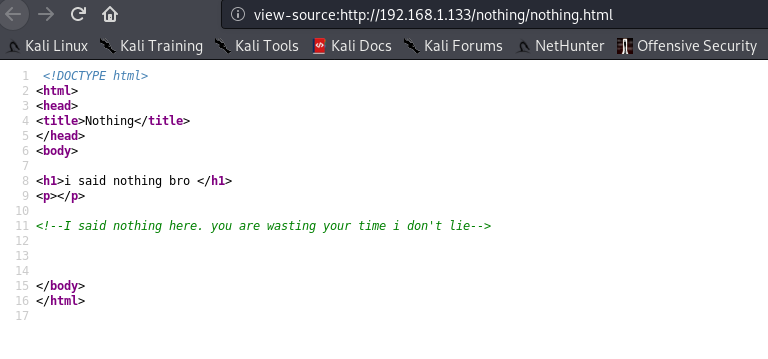 view-source:http://192.168.1.133/nothing/nothing.html
Kali Linux Kali Training Kali Tools Kali Docs Kali Forums NetHunter Offensive Security
1 <!DOCTYPE html>
2 <html>
3 <head>
4 <title>Nothing</title>
5 </head>
6 <body>
7
8 <h1>i said nothing bro </h1>
9 <p></p>
10
11 <!--I said nothing here. you are wasting your time i don't lie-->
12
13
14
15 </body>
16 </html>
17